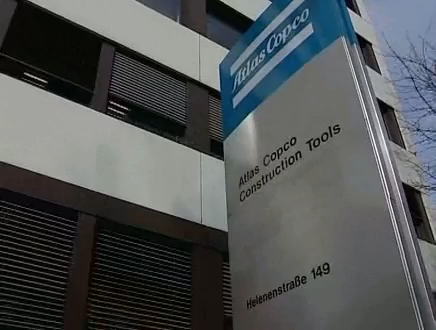 Atlas Copco
Atlas Copco
Construction Tools
Helenenstraße 149